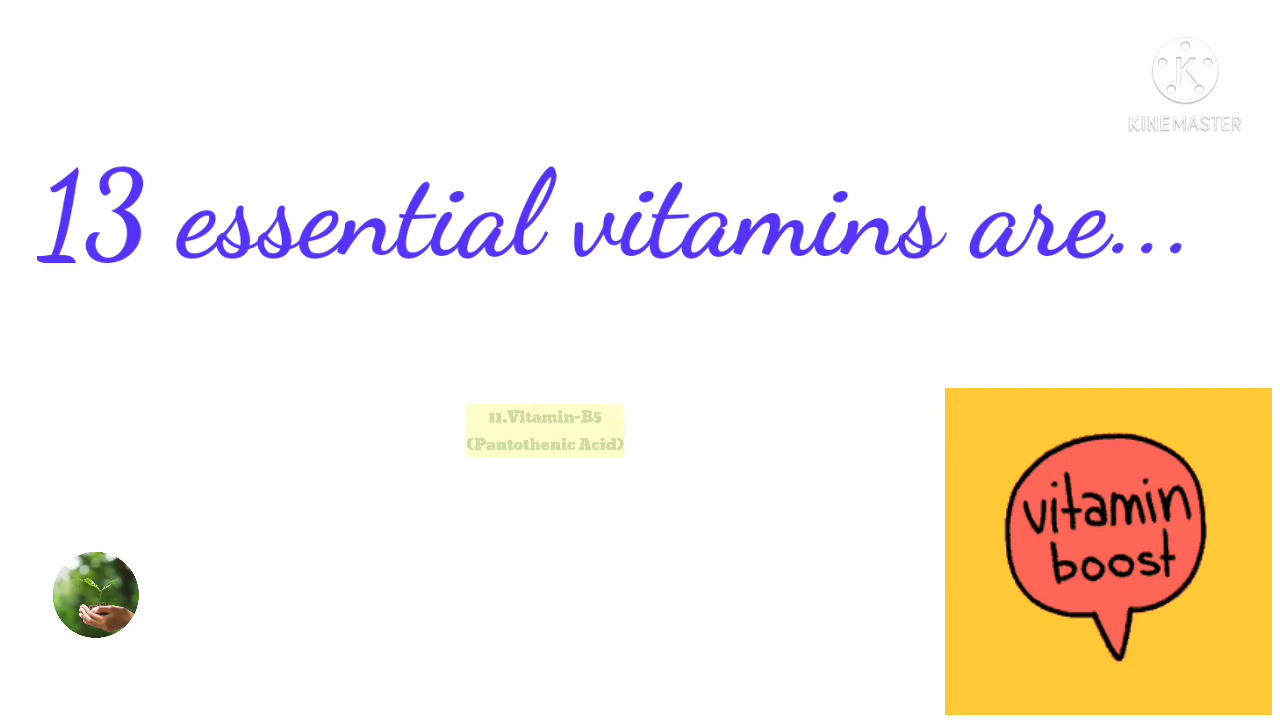 KINEMASTER
13 essential vitamins are...
11.Vitamin-B5
(Pantothenic Acid)
vitamin
boost